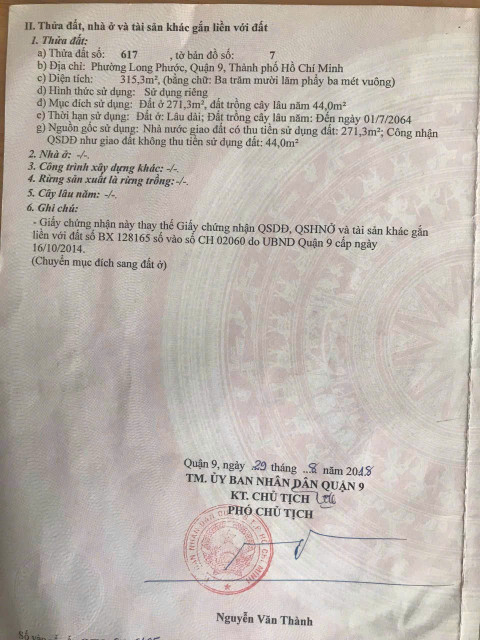 II. Thửa đất, nhà ở và tài sản khác gắn liền với đất
1. Thửa đất:
a) Thửa đất số: 617 , tờ bản đồ số: 7
b) Địa chỉ: Phường Long Phước, Quận 9, Thành phố Hồ Chí Minh
c) Diện tích: 315,3m², (bằng chữ: Ba trăm mười lăm phẩy ba mét vuông)
d) Hình thức sử dụng: Sử dụng riêng
đ) Mục đích sử dụng: Đất ở 271,3m², đất trồng cây lâu năm 44,0m²
e) Thời hạn sử dụng: Đất ở: Lâu dài; Đất trồng cây lâu năm: Đến ngày 01/7/2064
g) Nguồn gốc sử dụng: Nhà nước giao đất có thu tiền sử dụng đất: 271,3m²; Công nhận
QSDĐ như giao đất không thu tiền sử dụng đất: 44,0m²
2. Nhà ở: -/-.
3. Công trình xây dựng khác: -/-.
4. Rừng sản xuất là rừng trồng: -/-.
5. Cây lâu năm: -/-.
6. Ghi chú:
- Giấy chứng nhận này thay thế Giấy chứng nhận QSDĐ, QSHNỞ và tài sản khác gắn
liền với đất số BX 128165 số vào sổ CH 02060 do UBND Quận 9 cấp ngày
16/10/2014.
(Chuyển mục đích sang đất ở)
Quận 9, ngày 29 tháng 8 năm 2018
TM. ỦY BAN NHÂN DÂN QUẬN 9
KT. CHỦ TỊCH
PHÓ CHỦ TỊCH
Nguyễn Văn Thành